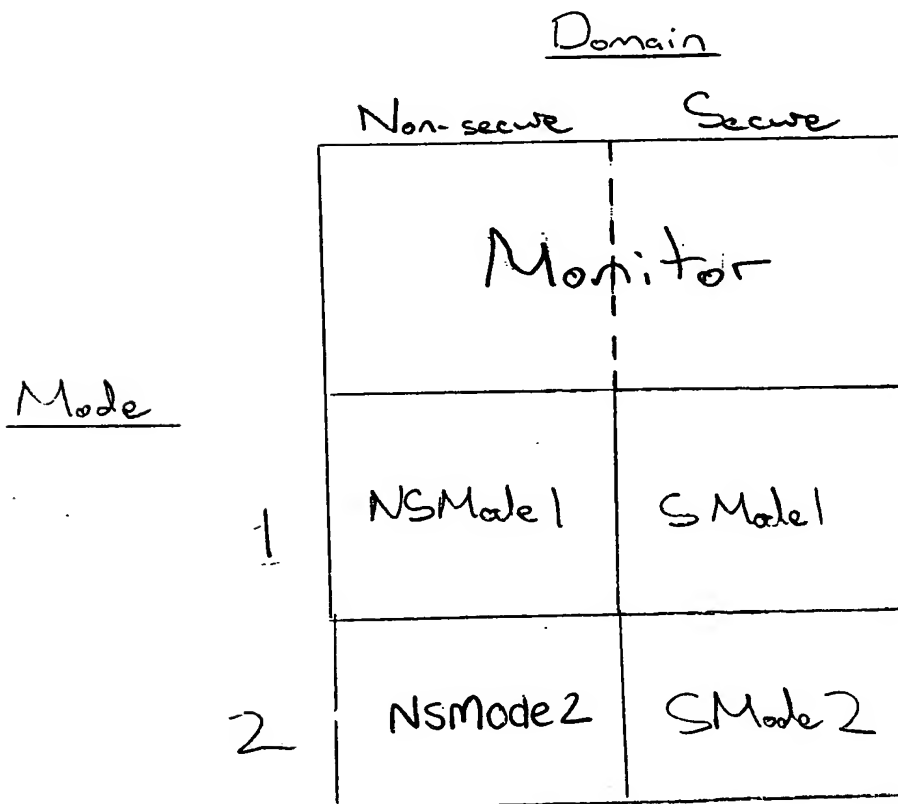 Domain
Non-secure Secure
Monitor
Mode
1 NSMode1 SMode1
2 NSmode2 SMode2